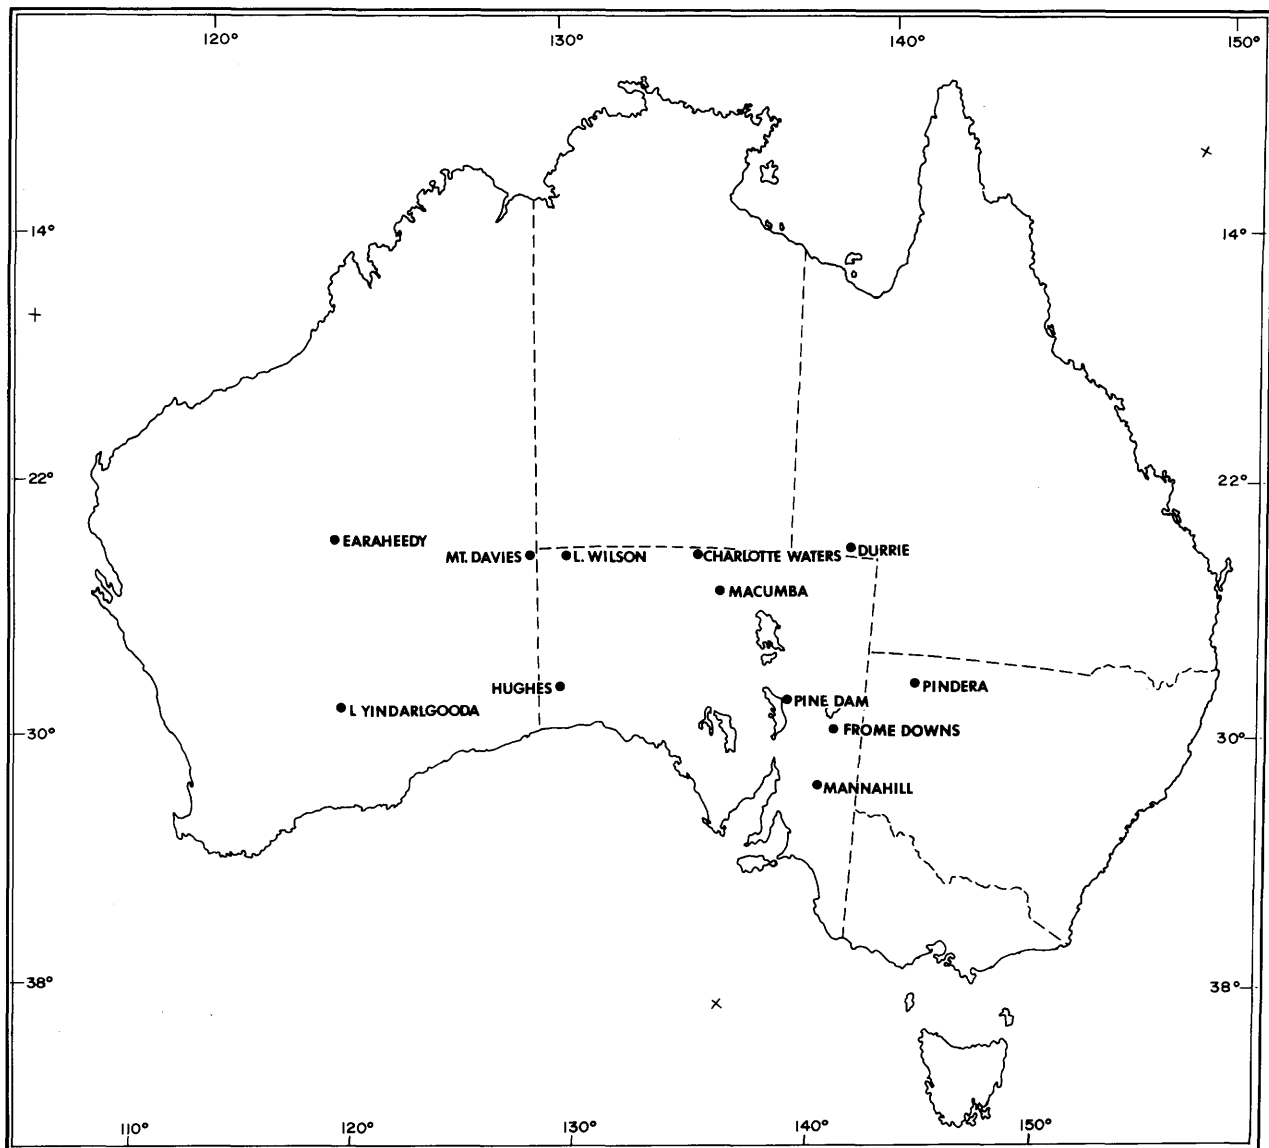 120°
130°
140°
150°
14°
14°
22°
22°
EARAHEEDY
MT. DAVIES
L. WILSON
CHARLOTTE WATERS
DURRIE
MACUMBA
HUGHES
PINDERA
L YINDARLGOODA
PINE DAM
30°
FROME DOWNS
30°
MANNAHILL
38°
38°
110°
120°
130°
140°
150°